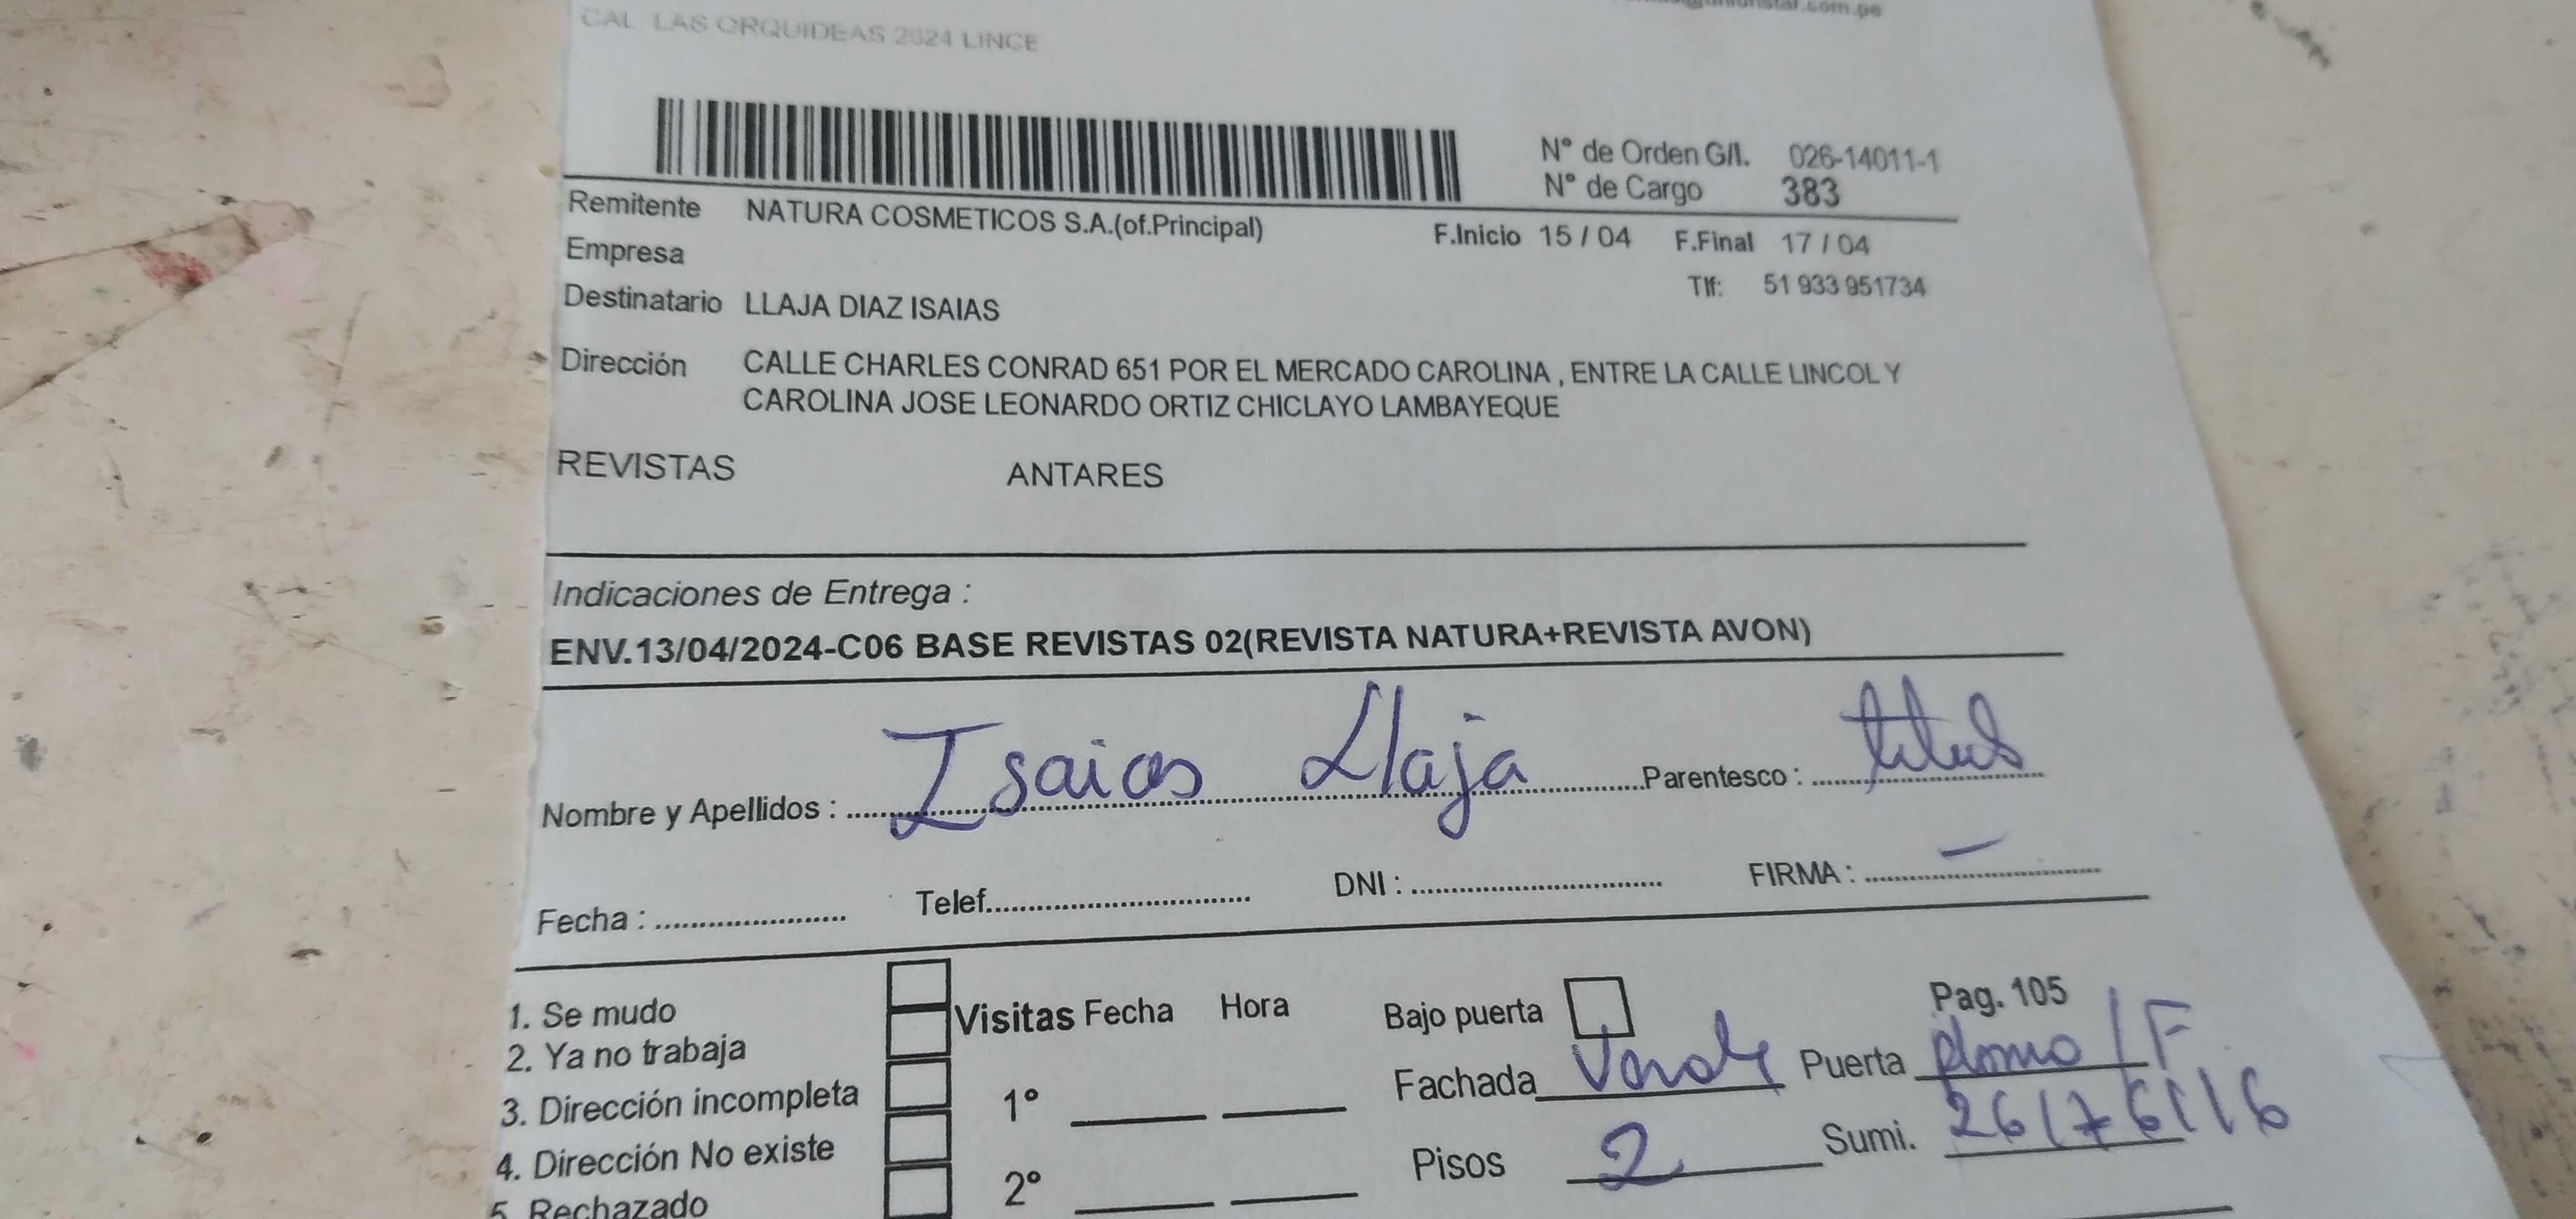 CAL LAS ORQUIDEAS 2624 LINCE
N° de Orden G/I. 026-14011-1
N° de Cargo 383
Remitente NATURA COSMETICOS S.A.(of.Principal)
F.Inicio 15 / 04 F.Final 17 / 04
Empresa
Tlf: 51 933 951734
Destinatario LLAJA DIAZ ISAIAS
Dirección CALLE CHARLES CONRAD 651 POR EL MERCADO CAROLINA , ENTRE LA CALLE LINCOL Y
CAROLINA JOSE LEONARDO ORTIZ CHICLAYO LAMBAYEQUE
REVISTAS ANTARES
Indicaciones de Entrega :
ENV.13/04/2024-C06 BASE REVISTAS 02(REVISTA NATURA+REVISTA AVON)
Nombre y Apellidos : Isaias Llaja Parentesco : titul
Fecha : Telef. DNI : FIRMA :
Pag. 105
1. Se mudo Visitas Fecha Hora Bajo puerta
2. Ya no trabaja Fachada Verde Puerta plomo / F
3. Dirección incompleta 1°
4. Dirección No existe Pisos 2 Sumi.
5. Rechazado 2°